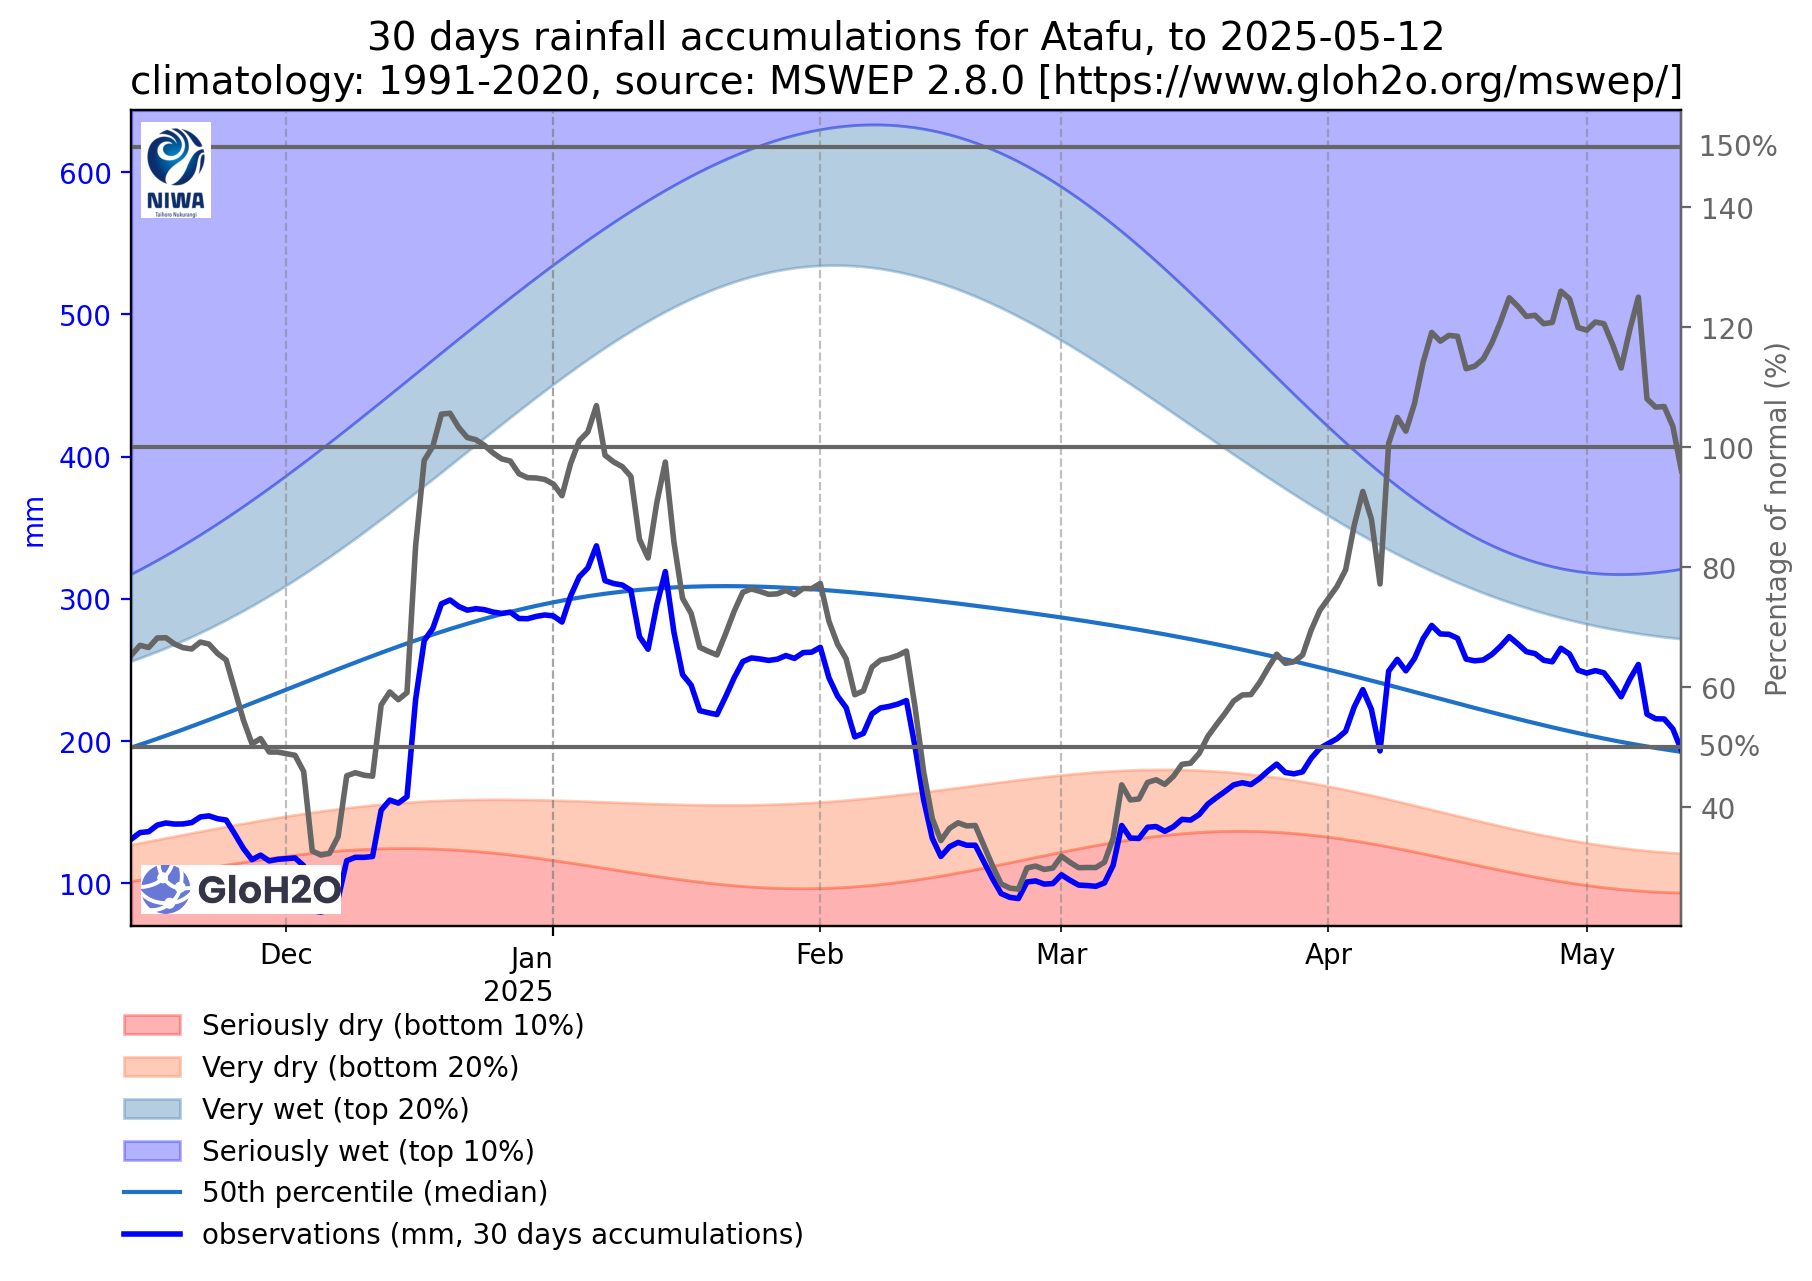 30 days rainfall accumulations for Atafu, to 2025-05-12
climatology: 1991-2020, source: MSWEP 2.8.0 [https://www.gloh2o.org/mswep/]
NIWA
Taihoro Nukurangi
600
500
400
300
200
100
mm
150%
140
120
100
80
60
50%
40
Percentage of normal (%)
GloH2O
Dec
Jan
2025
Feb
Mar
Apr
May
Seriously dry (bottom 10%)
Very dry (bottom 20%)
Very wet (top 20%)
Seriously wet (top 10%)
50th percentile (median)
observations (mm, 30 days accumulations)